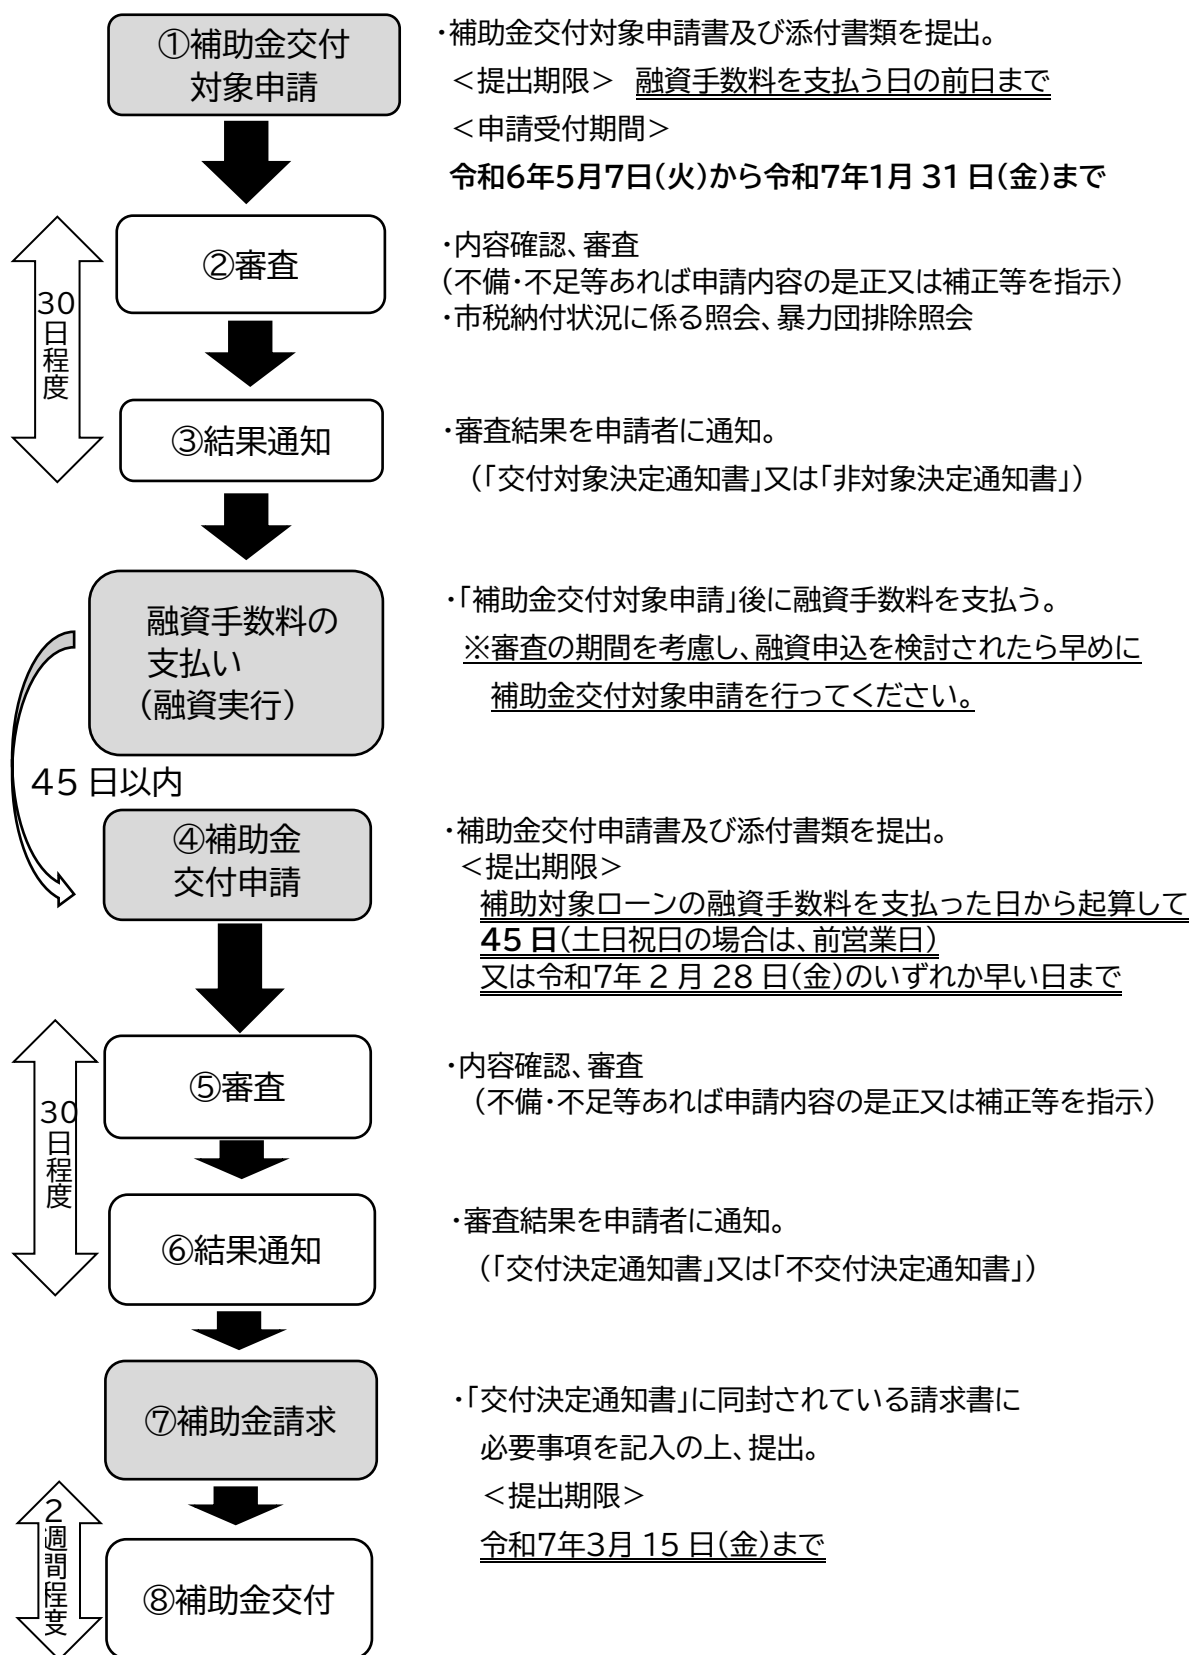 ①補助金交付
対象申請
・補助金交付対象申請書及び添付書類を提出。
＜提出期限＞　融資手数料を支払う日の前日まで
＜申請受付期間＞
令和6年5月7日（火）から令和7年1月 31 日（金）まで
30日程度
②審査
・内容確認、審査
（不備・不足等あれば申請内容の是正又は補正等を指示）
・市税納付状況に係る照会、暴力団排除照会
③結果通知
・審査結果を申請者に通知。
（「交付対象決定通知書」又は「非対象決定通知書」）
融資手数料の
支払い
（融資実行）
・「補助金交付対象申請」後に融資手数料を支払う。
※審査の期間を考慮し、融資申込を検討されたら早めに
補助金交付対象申請を行ってください。
45 日以内
④補助金
交付申請
・補助金交付申請書及び添付書類を提出。
＜提出期限＞
補助対象ローンの融資手数料を支払った日から起算して
45 日（土日祝日の場合は、前営業日）
又は令和7年 2 月 28 日（金）のいずれか早い日まで
30日程度
⑤審査
・内容確認、審査
（不備・不足等あれば申請内容の是正又は補正等を指示）
⑥結果通知
・審査結果を申請者に通知。
（「交付決定通知書」又は「不交付決定通知書」）
⑦補助金請求
・「交付決定通知書」に同封されている請求書に
必要事項を記入の上、提出。
＜提出期限＞
令和7年3月 15 日（金）まで
2週間程度
⑧補助金交付